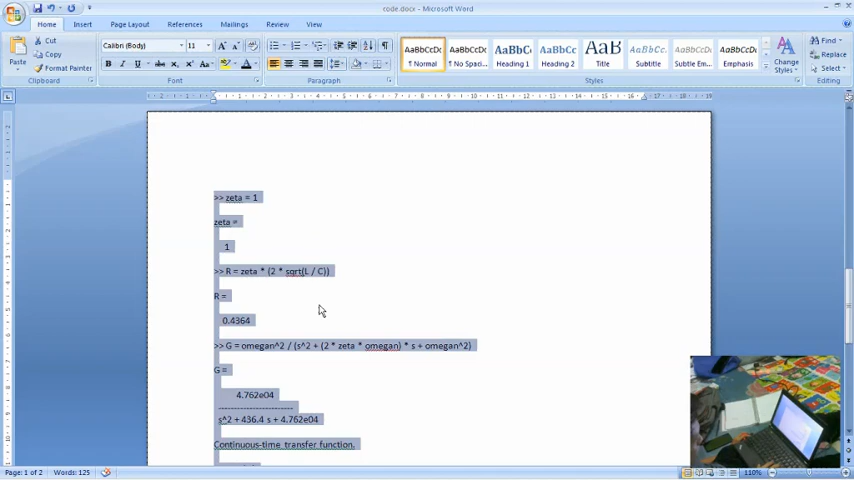 code.docx - Microsoft Word
Home Insert Page Layout References Mailings Review View
Cut
Copy
Format Painter
Paste
Clipboard
Calibri (Body) 11
Font
Paragraph
AaBbCcDc AaBbCcDc AaBbC AaBbCc AaB AaBbCc. AaBbCcDt AaBbCcDt
¶ Normal ¶ No Spaci... Heading 1 Heading 2 Title Subtitle Subtle Em... Emphasis
Change Styles
Styles
Find
Replace
Select
Editing
>> zeta = 1
zeta =
1
>> R = zeta * (2 * sqrt(L / C))
R =
0.4364
>> G = omegan^2 / (s^2 + (2 * zeta * omegan) * s + omegan^2)
G =
4.762e04
-------------------------
s^2 + 436.4 s + 4.762e04
Continuous-time transfer function.
Page: 1 of 2 Words: 125
110%